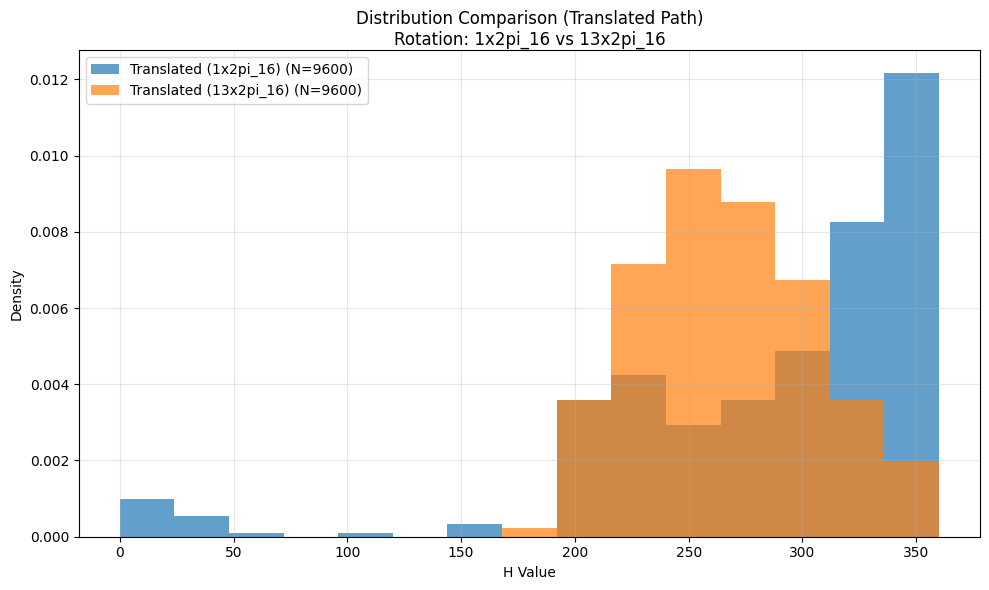 Distribution Comparison (Translated Path)
Rotation: 1x2pi_16 vs 13x2pi_16
Translated (1x2pi_16) (N=9600)
Translated (13x2pi_16) (N=9600)
0.012
0.010
0.008
0.006
0.004
0.002
0.000
Density
0 50 100 150 200 250 300 350
H Value